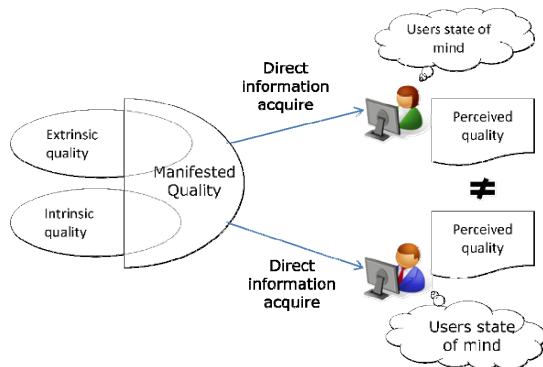 Users state of
mind
Direct
information
acquire
Perceived
quality
Extrinsic
quality
Manifested
Quality
≠
Intrinsic
quality
Perceived
quality
Direct
information
acquire
Users state
of mind